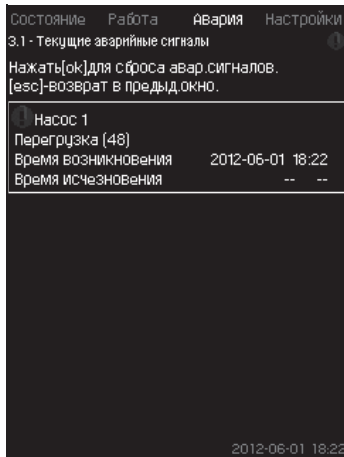 Состояние Работа Авария Настройки
3.1 - Текущие аварийные сигналы
Нажать[ok]для сброса авар.сигналов.
[esc]-возврат в предыд.окно.
Насос 1
Перегрузка (48)
Время возникновения 2012-06-01 18:22
Время исчезновения -- --
2012-06-01 18:22